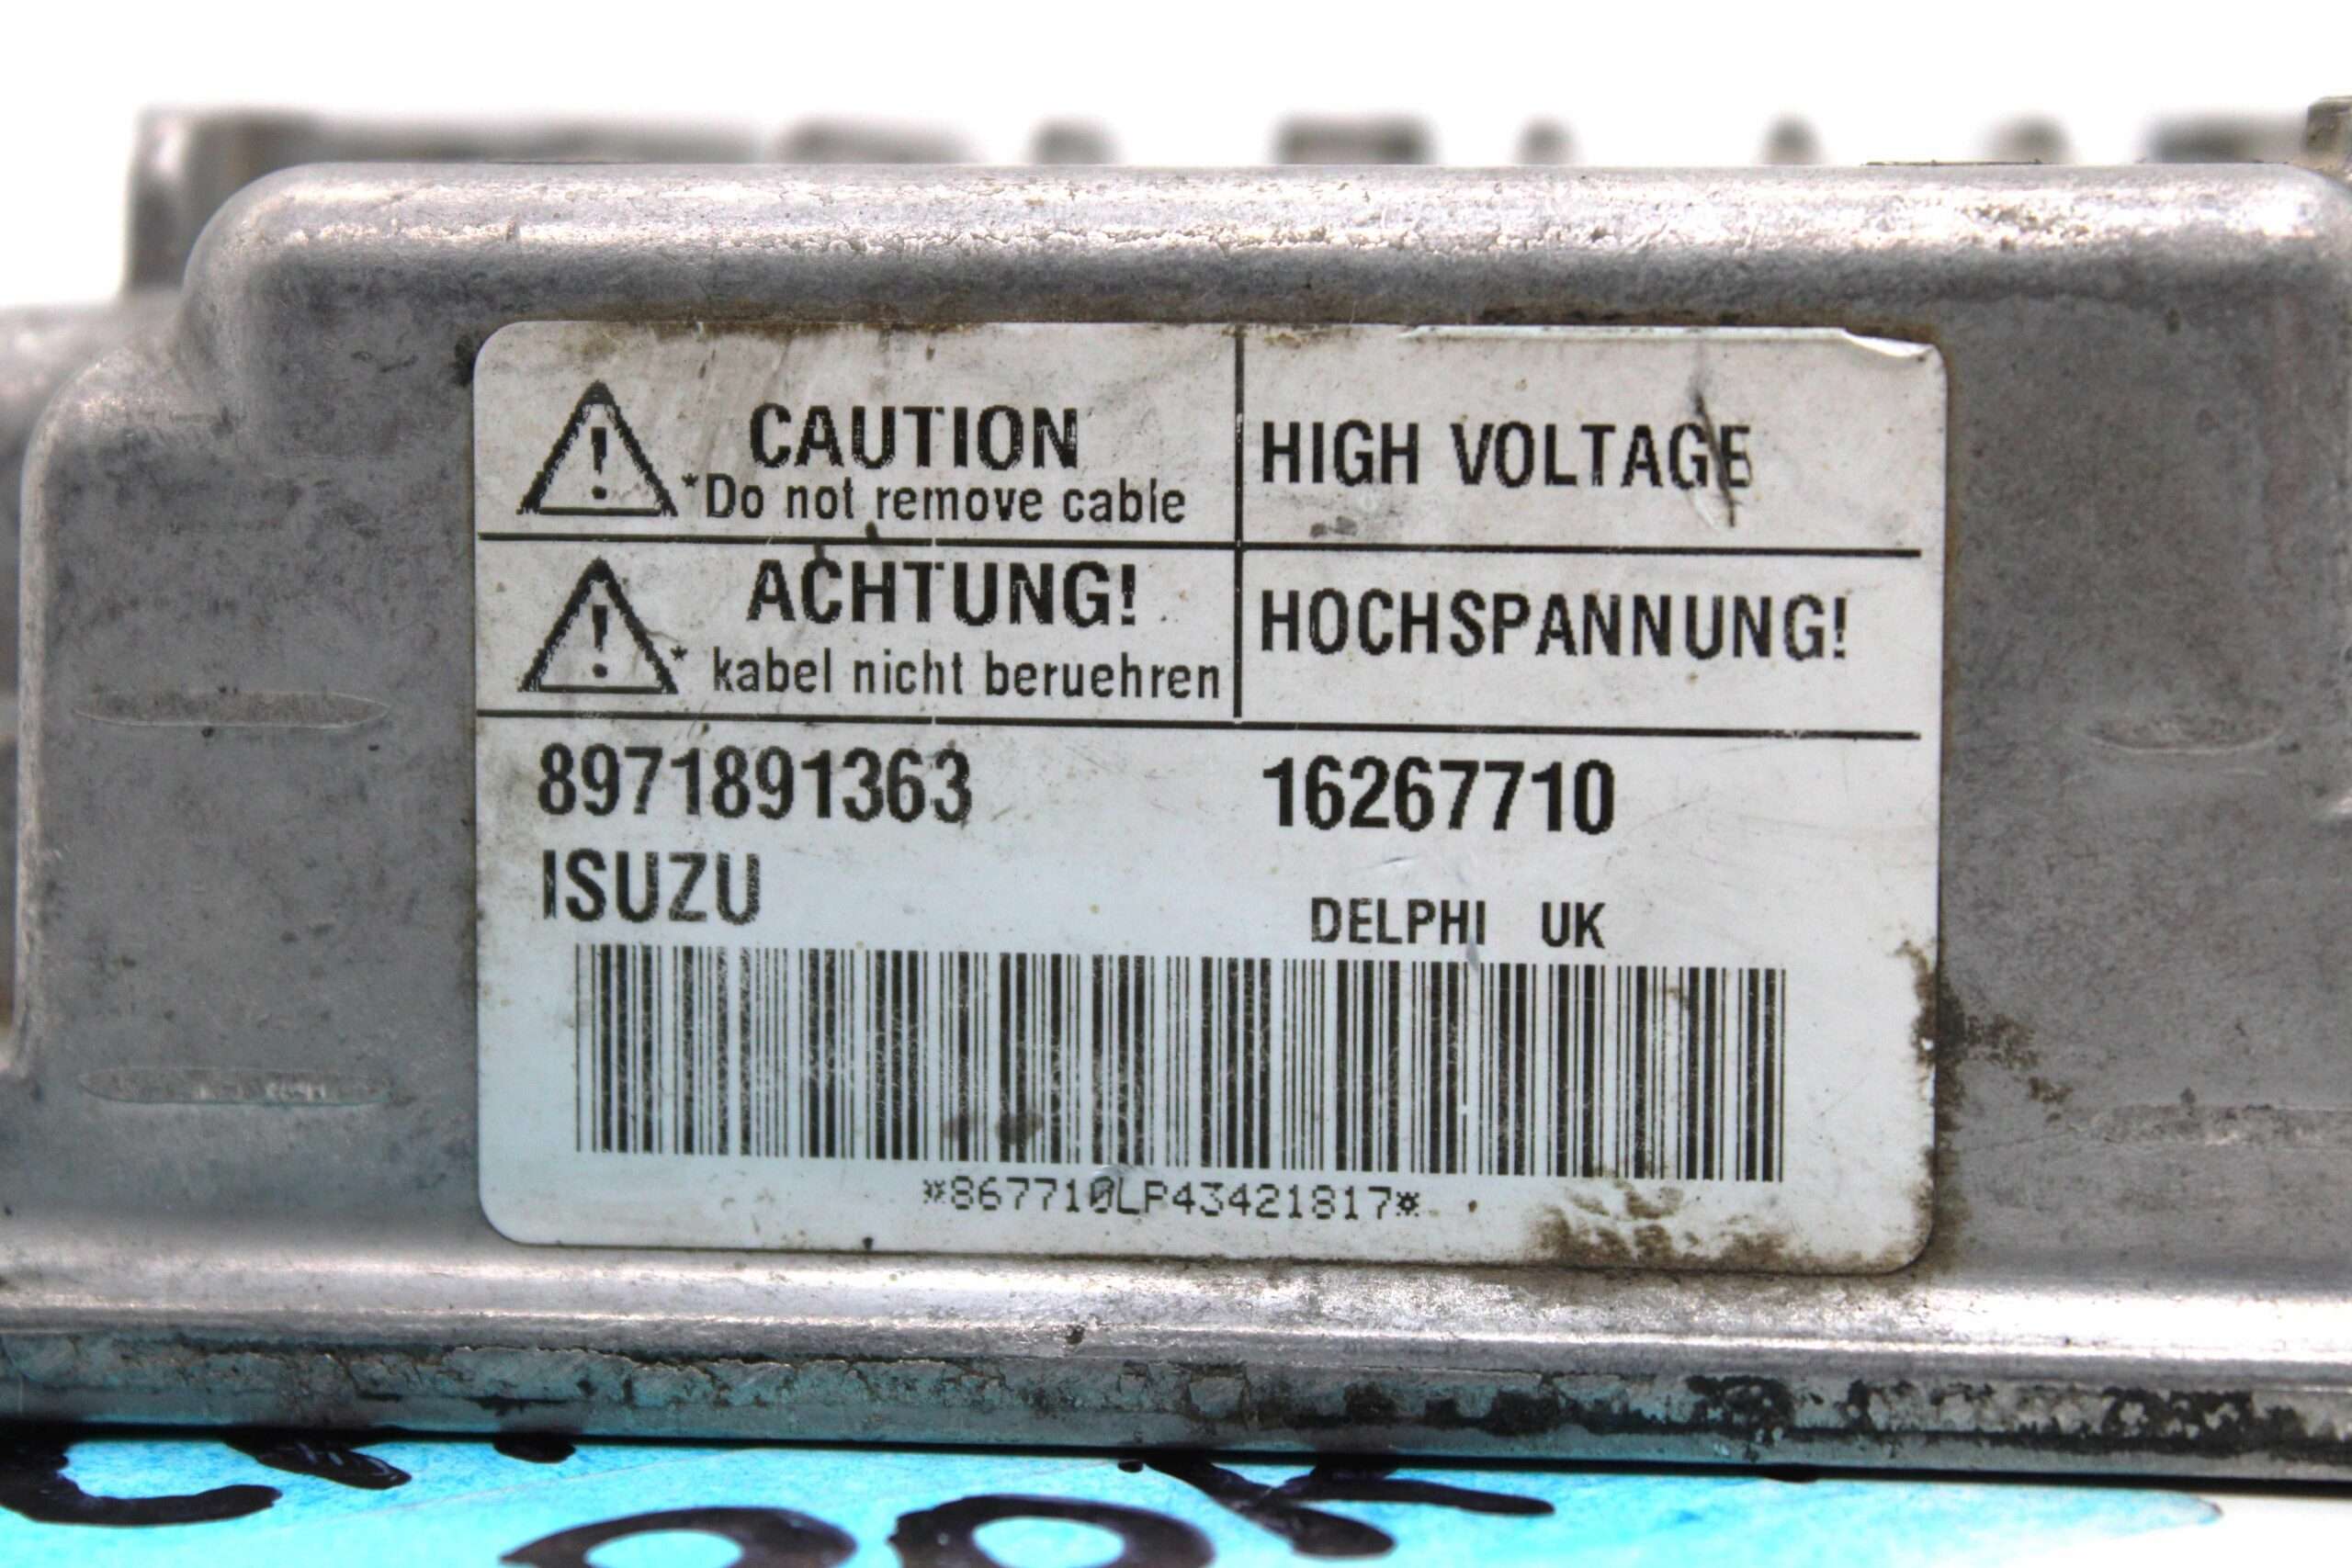 CAUTION
*Do not remove cable
HIGH VOLTAGE
ACHTUNG!
* kabel nicht beruehren
HOCHSPANNUNG!
8971891363
16267710
ISUZU
DELPHI UK
*867710LP43421817*